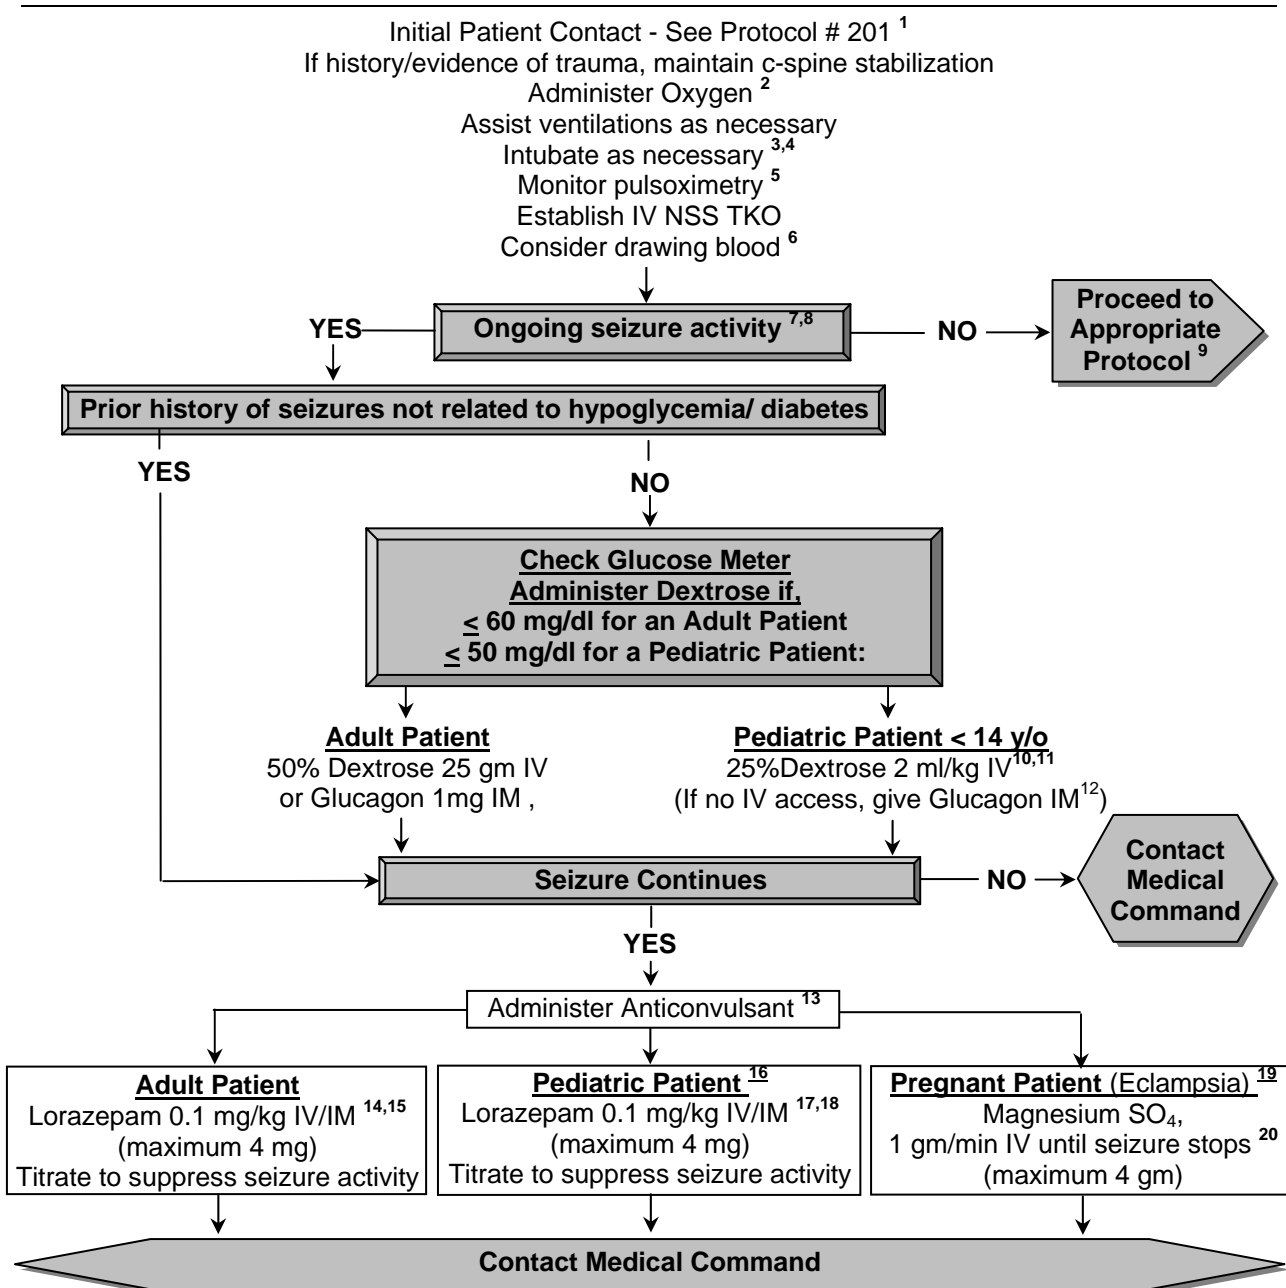 Initial Patient Contact - See Protocol # 201 1
If history/evidence of trauma, maintain c-spine stabilization
Administer Oxygen 2
Assist ventilations as necessary
Intubate as necessary 3,4
Monitor pulsoximetry 5
Establish IV NSS TKO
Consider drawing blood 6
YES
Ongoing seizure activity 7,8
NO
Proceed to
Appropriate
Protocol 9
Prior history of seizures not related to hypoglycemia/ diabetes
YES
NO
Check Glucose Meter
Administer Dextrose if,
< 60 mg/dl for an Adult Patient
< 50 mg/dl for a Pediatric Patient:
Adult Patient
50% Dextrose 25 gm IV
or Glucagon 1mg IM ,
Pediatric Patient < 14 y/o
25%Dextrose 2 ml/kg IV10,11
(If no IV access, give Glucagon IM12)
Seizure Continues
NO
Contact
Medical
Command
YES
Administer Anticonvulsant 13
Adult Patient
Lorazepam 0.1 mg/kg IV/IM 14,15
(maximum 4 mg)
Titrate to suppress seizure activity
Pediatric Patient 16
Lorazepam 0.1 mg/kg IV/IM 17,18
(maximum 4 mg)
Titrate to suppress seizure activity
Pregnant Patient (Eclampsia) 19
Magnesium SO4,
1 gm/min IV until seizure stops 20
(maximum 4 gm)
Contact Medical Command